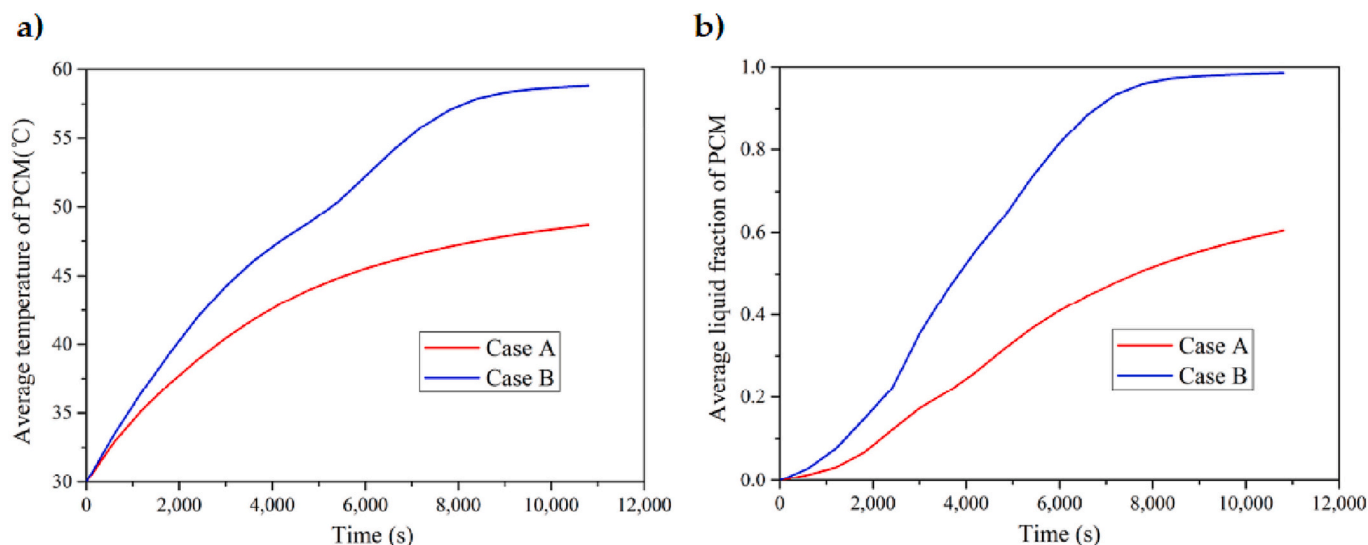 a)
60
55
50
45
40
35
30
Average temperature of PCM(℃)
Case A
Case B
0
2,000
4,000
6,000
8,000
10,000
12,000
Time (s)
b)
1.0
0.8
0.6
0.4
0.2
0.0
Average liquid fraction of PCM
Case A
Case B
0
2,000
4,000
6,000
8,000
10,000
12,000
Time (s)